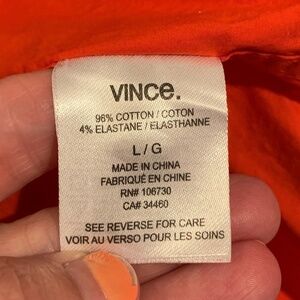 VINCE.
96% COTTON / COTON
4% ELASTANE / ELASTHANNE
L / G
MADE IN CHINA
FABRIQUÉ EN CHINE
RN# 106730
CA# 34460
SEE REVERSE FOR CARE
VOIR AU VERSO POUR LES SOINS